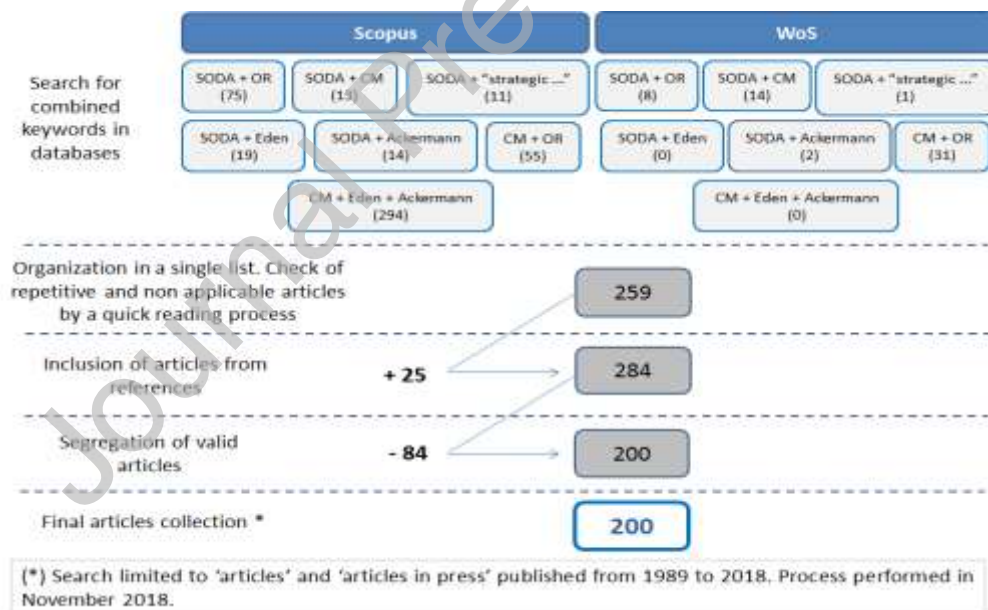 Scopus
WoS
Search for
combined
keywords in
databases
SODA + OR
(75)
SODA + CM
(13)
SODA + "strategic ..."
(11)
SODA + OR
(8)
SODA + CM
(14)
SODA + "strategic ..."
(1)
SODA + Eden
(19)
SODA + Ackermann
(14)
CM + OR
(55)
SODA + Eden
(0)
SODA + Ackermann
(2)
CM + OR
(31)
CM + Eden + Ackermann
(294)
CM + Eden + Ackermann
(0)
Organization in a single list. Check of
repetitive and non applicable articles
by a quick reading process
259
Inclusion of articles from
references
+ 25
284
Segregation of valid
articles
- 84
200
Final articles collection *
200
(*) Search limited to 'articles' and 'articles in press' published from 1989 to 2018. Process performed in
November 2018.
Journal Pre